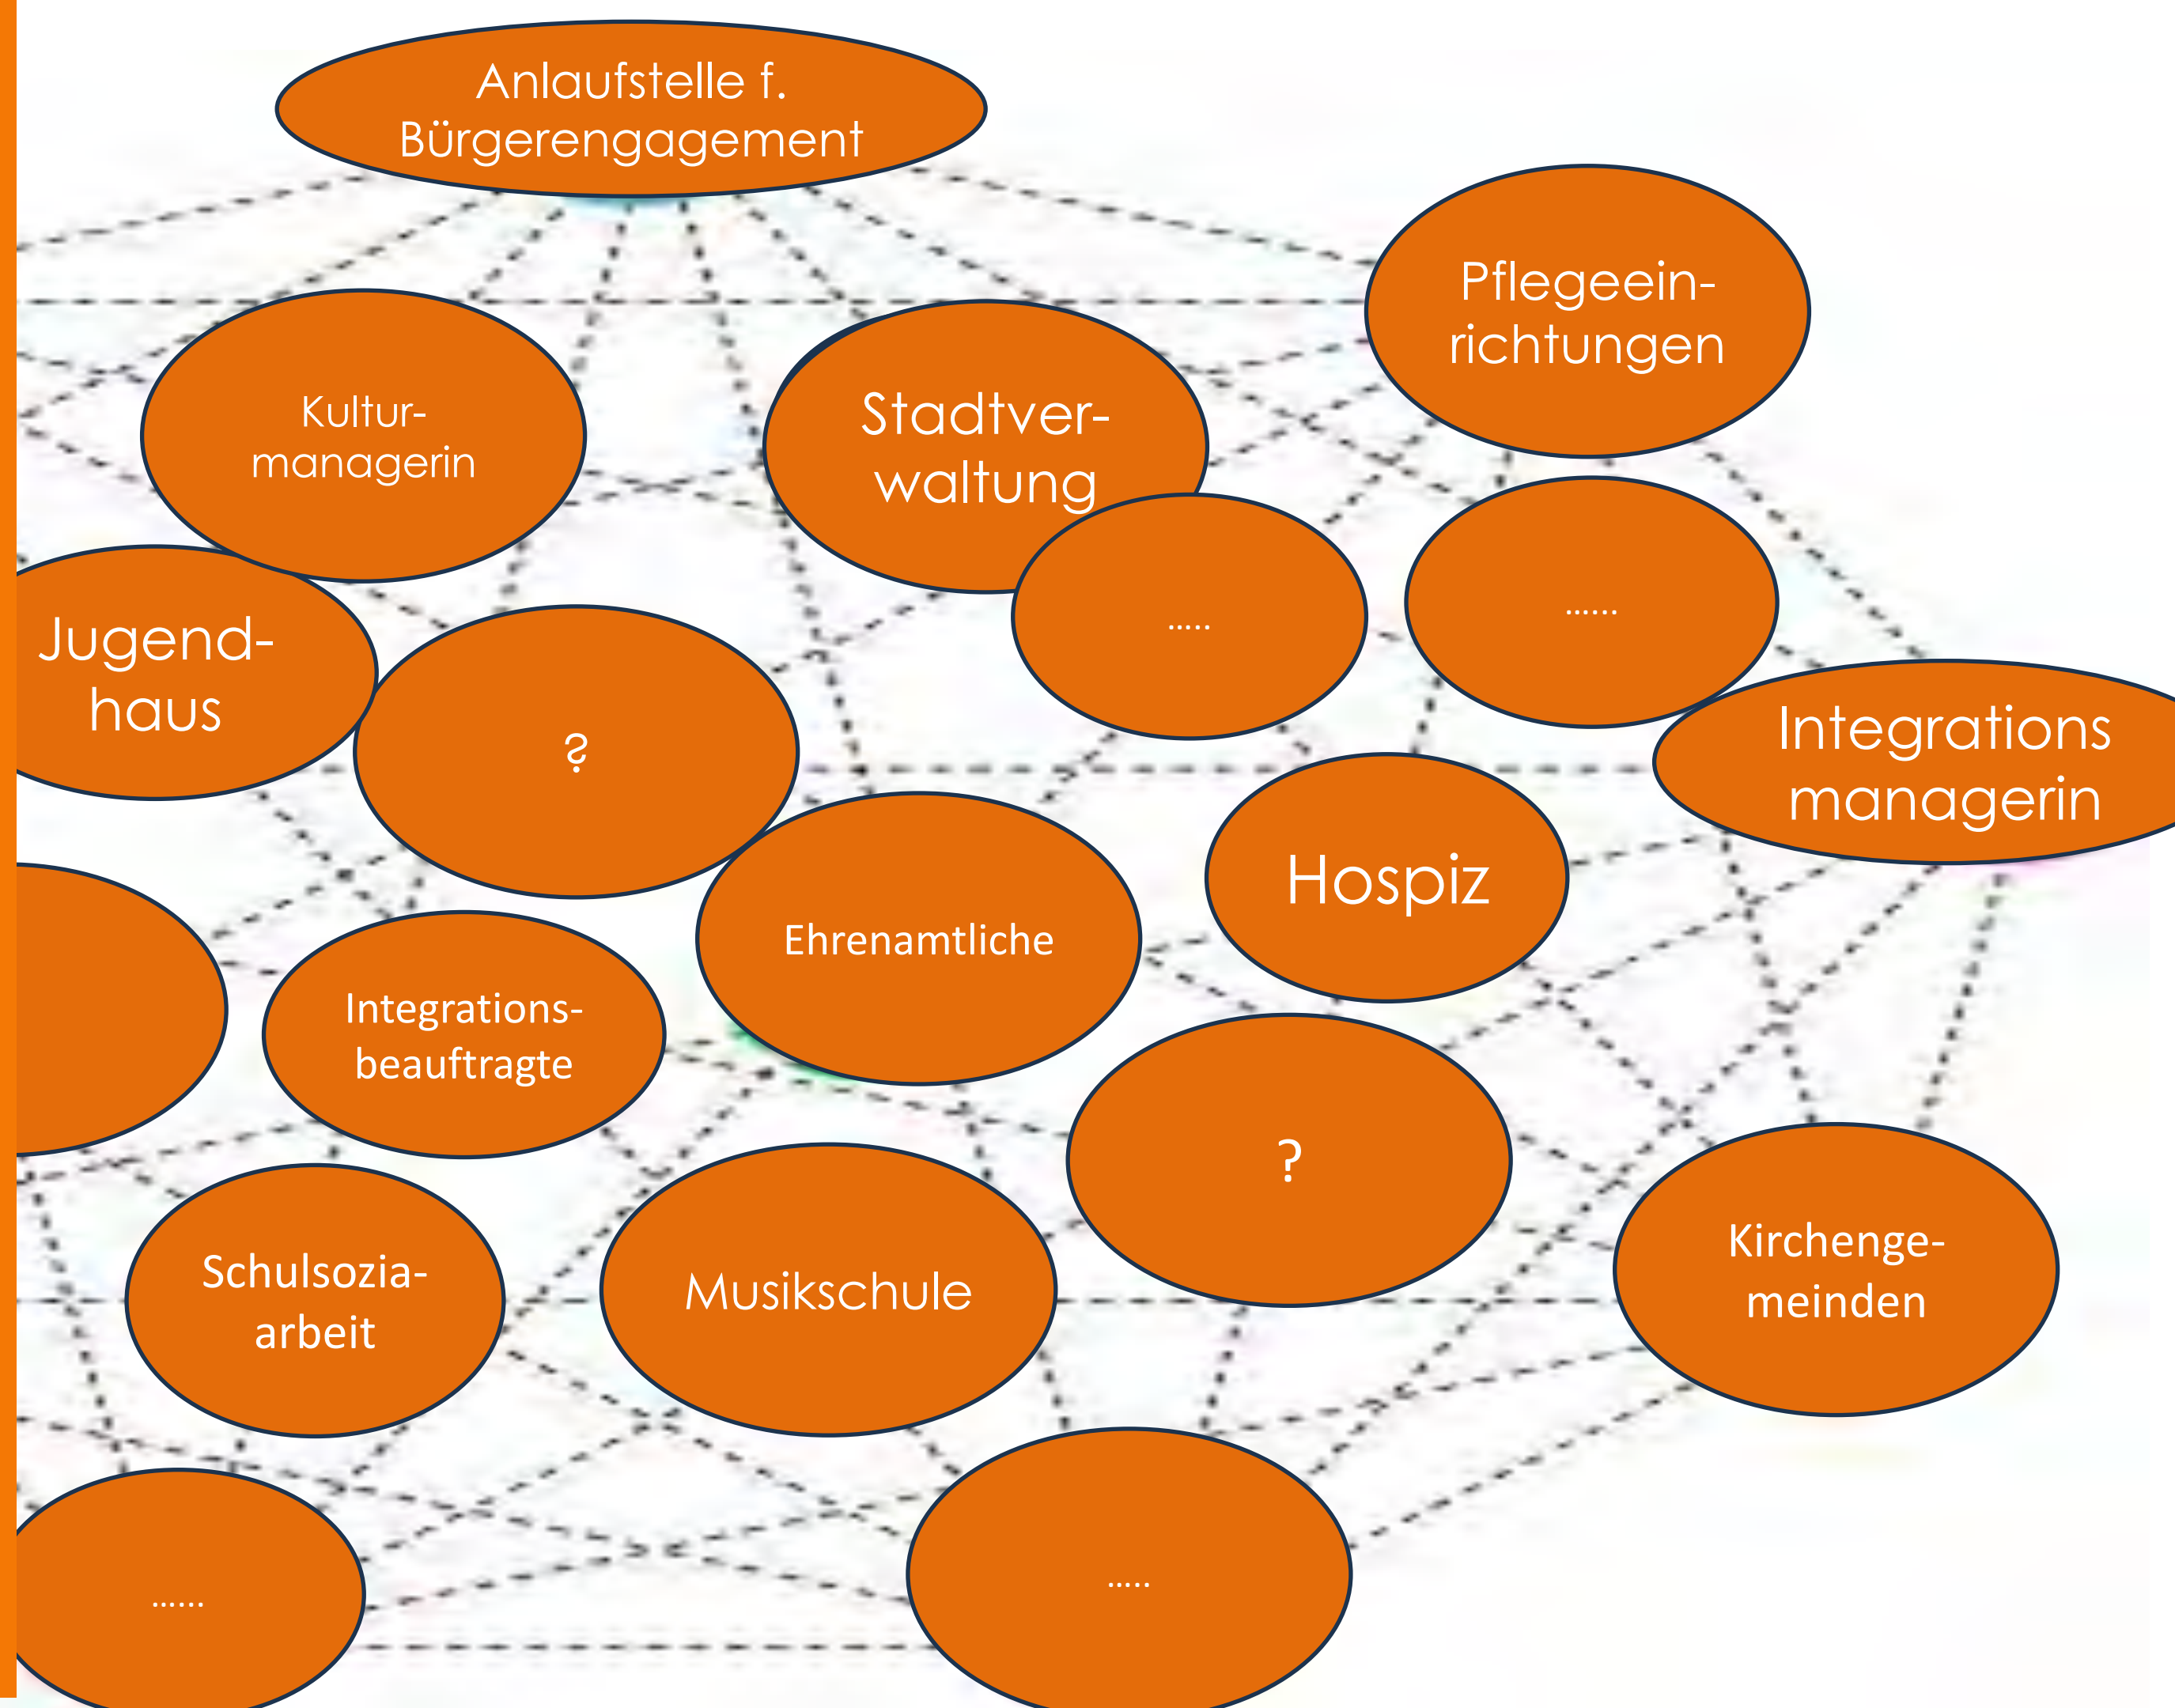 Anlaufstelle f.
Bürgerengagement
Pflegeein-
richtungen
Kultur-
managerin
Stadtver-
waltung
.....
......
Jugend-
haus
?
Integrations
managerin
Hospiz
Ehrenamtliche
Integrations-
beauftragte
?
Schulsozia-
arbeit
Musikschule
Kirchenge-
meinden
......
.....